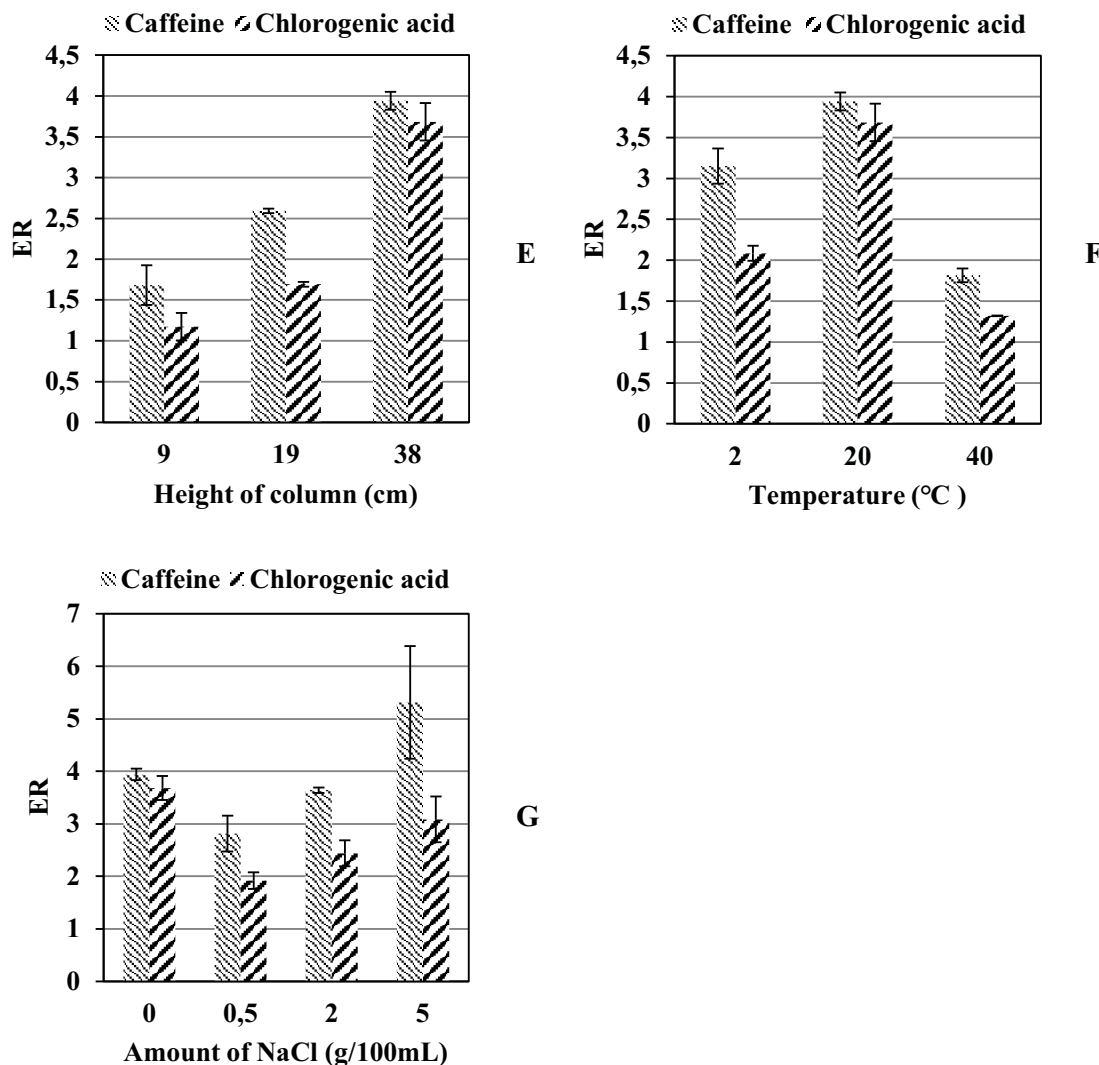 Caffeine Chlorogenic acid
4,5
4
3,5
3
2,5
2
1,5
1
0,5
0
ER
9 19 38
Height of column (cm)
E
Caffeine Chlorogenic acid
4,5
4
3,5
3
2,5
2
1,5
1
0,5
0
ER
2 20 40
Temperature (°C )
F
Caffeine Chlorogenic acid
7
6
5
4
3
2
1
0
ER
0 0,5 2 5
Amount of NaCl (g/100mL)
G